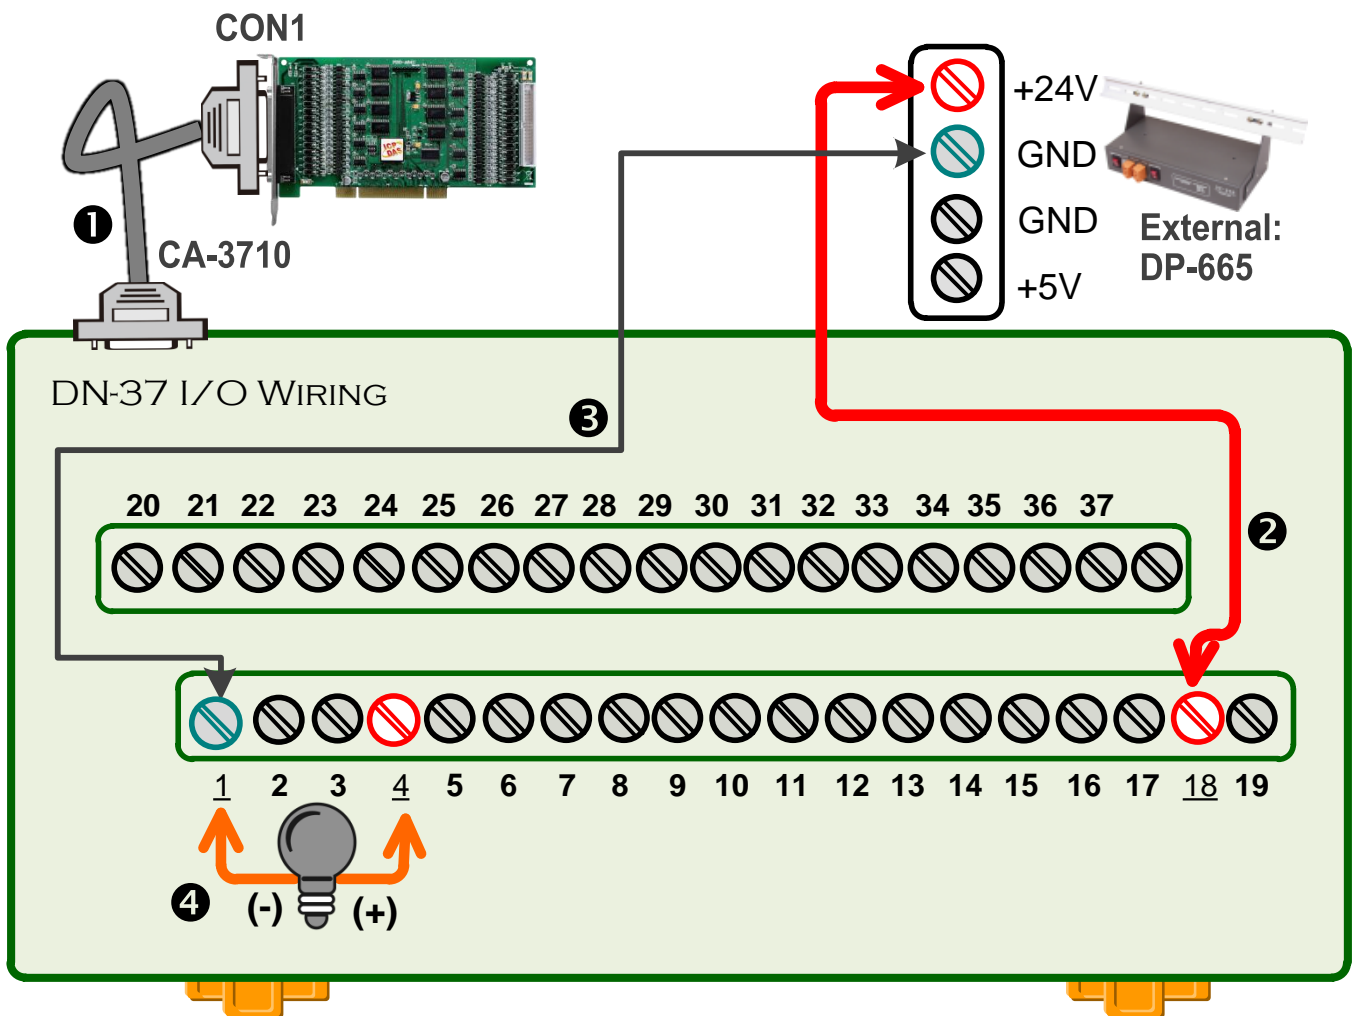 CON1
+24V
GND
GND
+5V
External:
DP-665
❶
CA-3710
DN-37 I/O WIRING
❸
❷
20 21 22 23 24 25 26 27 28 29 30 31 32 33 34 35 36 37
1 2 3 4 5 6 7 8 9 10 11 12 13 14 15 16 17 18 19
❹
(-) (+)
ICP
DAS